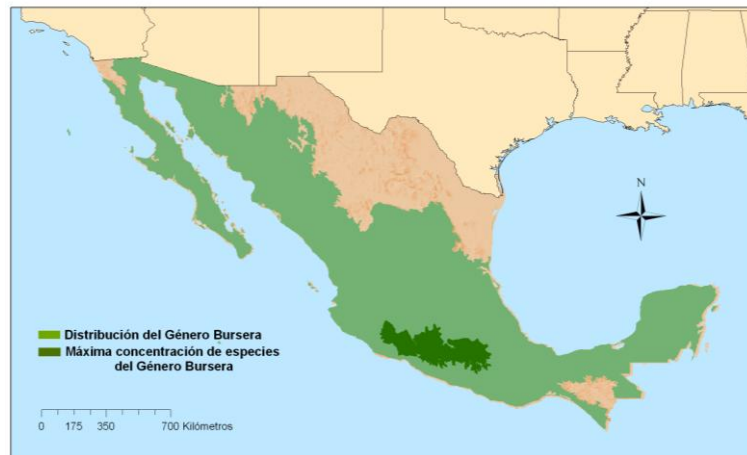 N
Distribución del Género Bursera
Máxima concentración de especies
del Género Bursera
0 175 350 700 Kilómetros